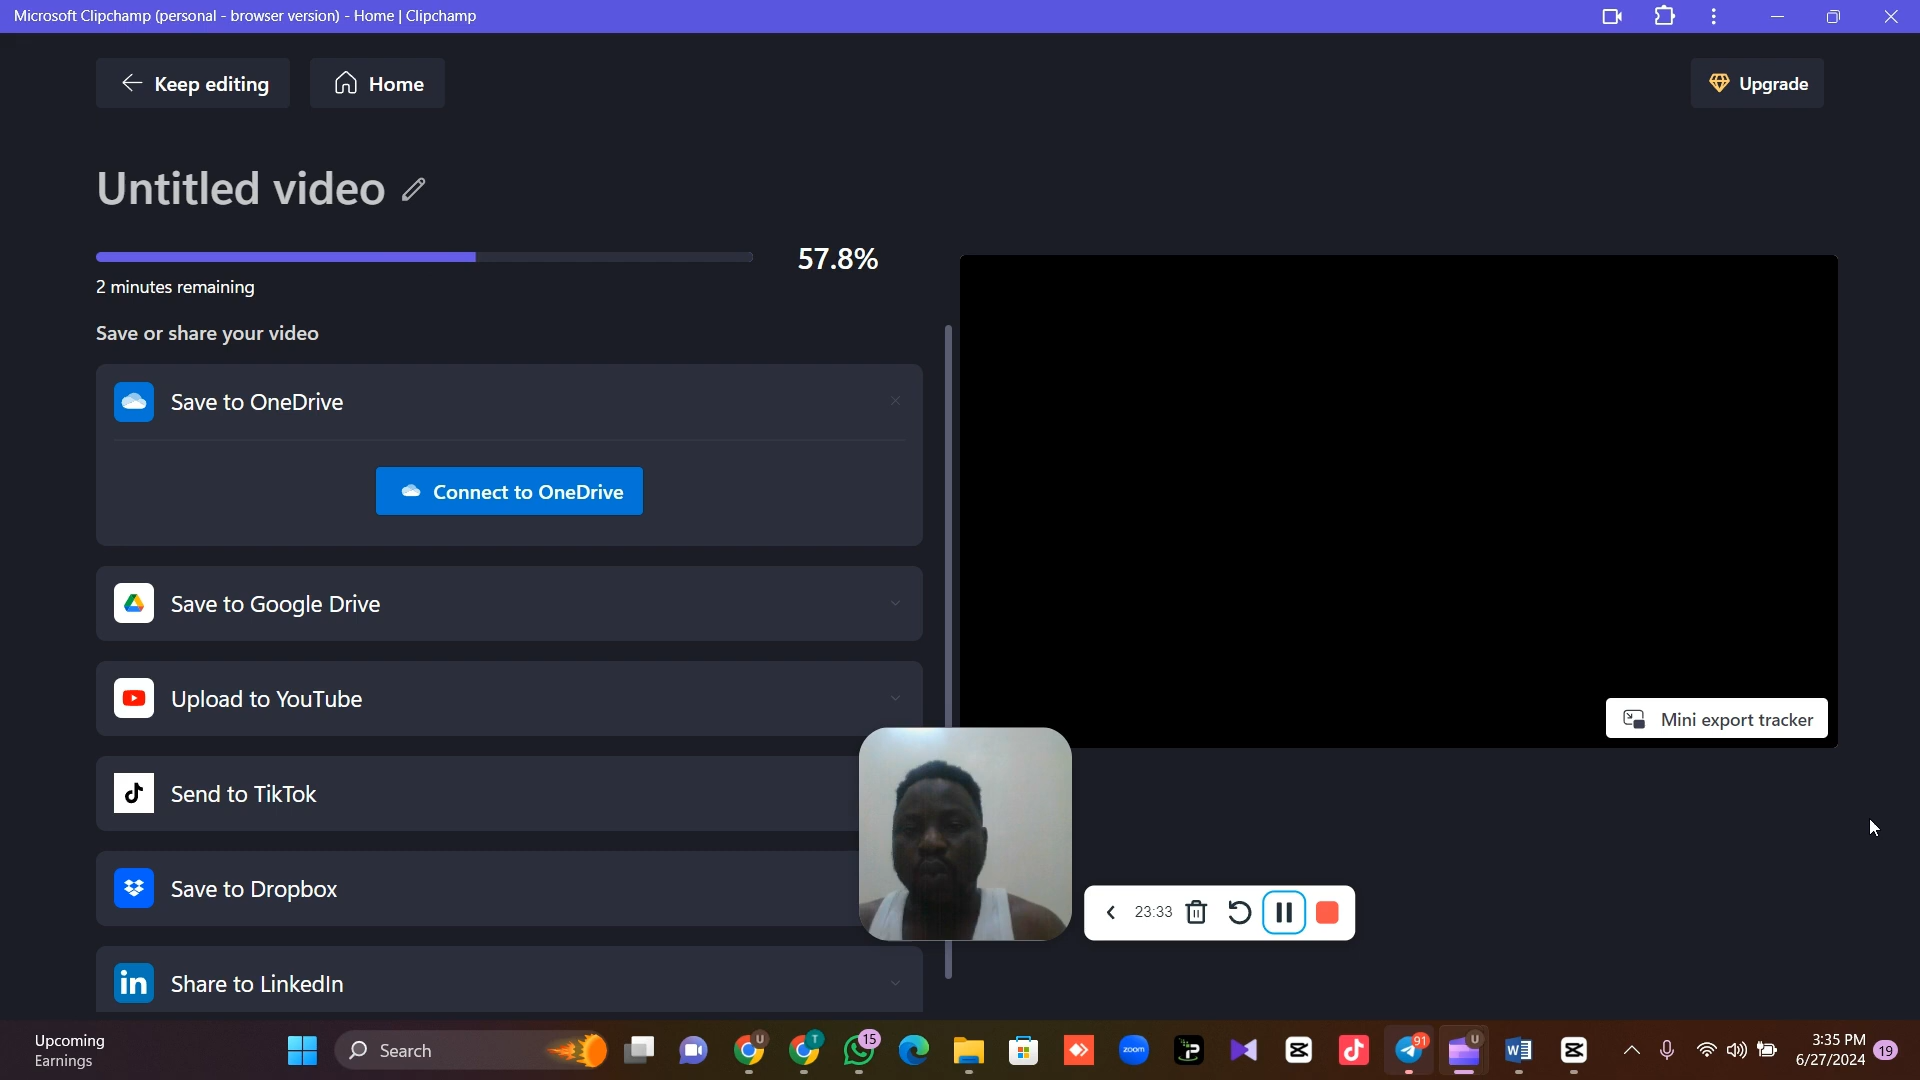 Microsoft Clipchamp (personal - browser version) - Home | Clipchamp
Keep editing
Home
Upgrade
Untitled video
57.8%
2 minutes remaining
Save or share your video
Save to OneDrive
Connect to OneDrive
Save to Google Drive
Upload to YouTube
Mini export tracker
Send to TikTok
Save to Dropbox
23:33
in
Share to LinkedIn
Upcoming
Earnings
Search
U
T
15
zoom
91
U
W
3:35 PM
6/27/2024
19